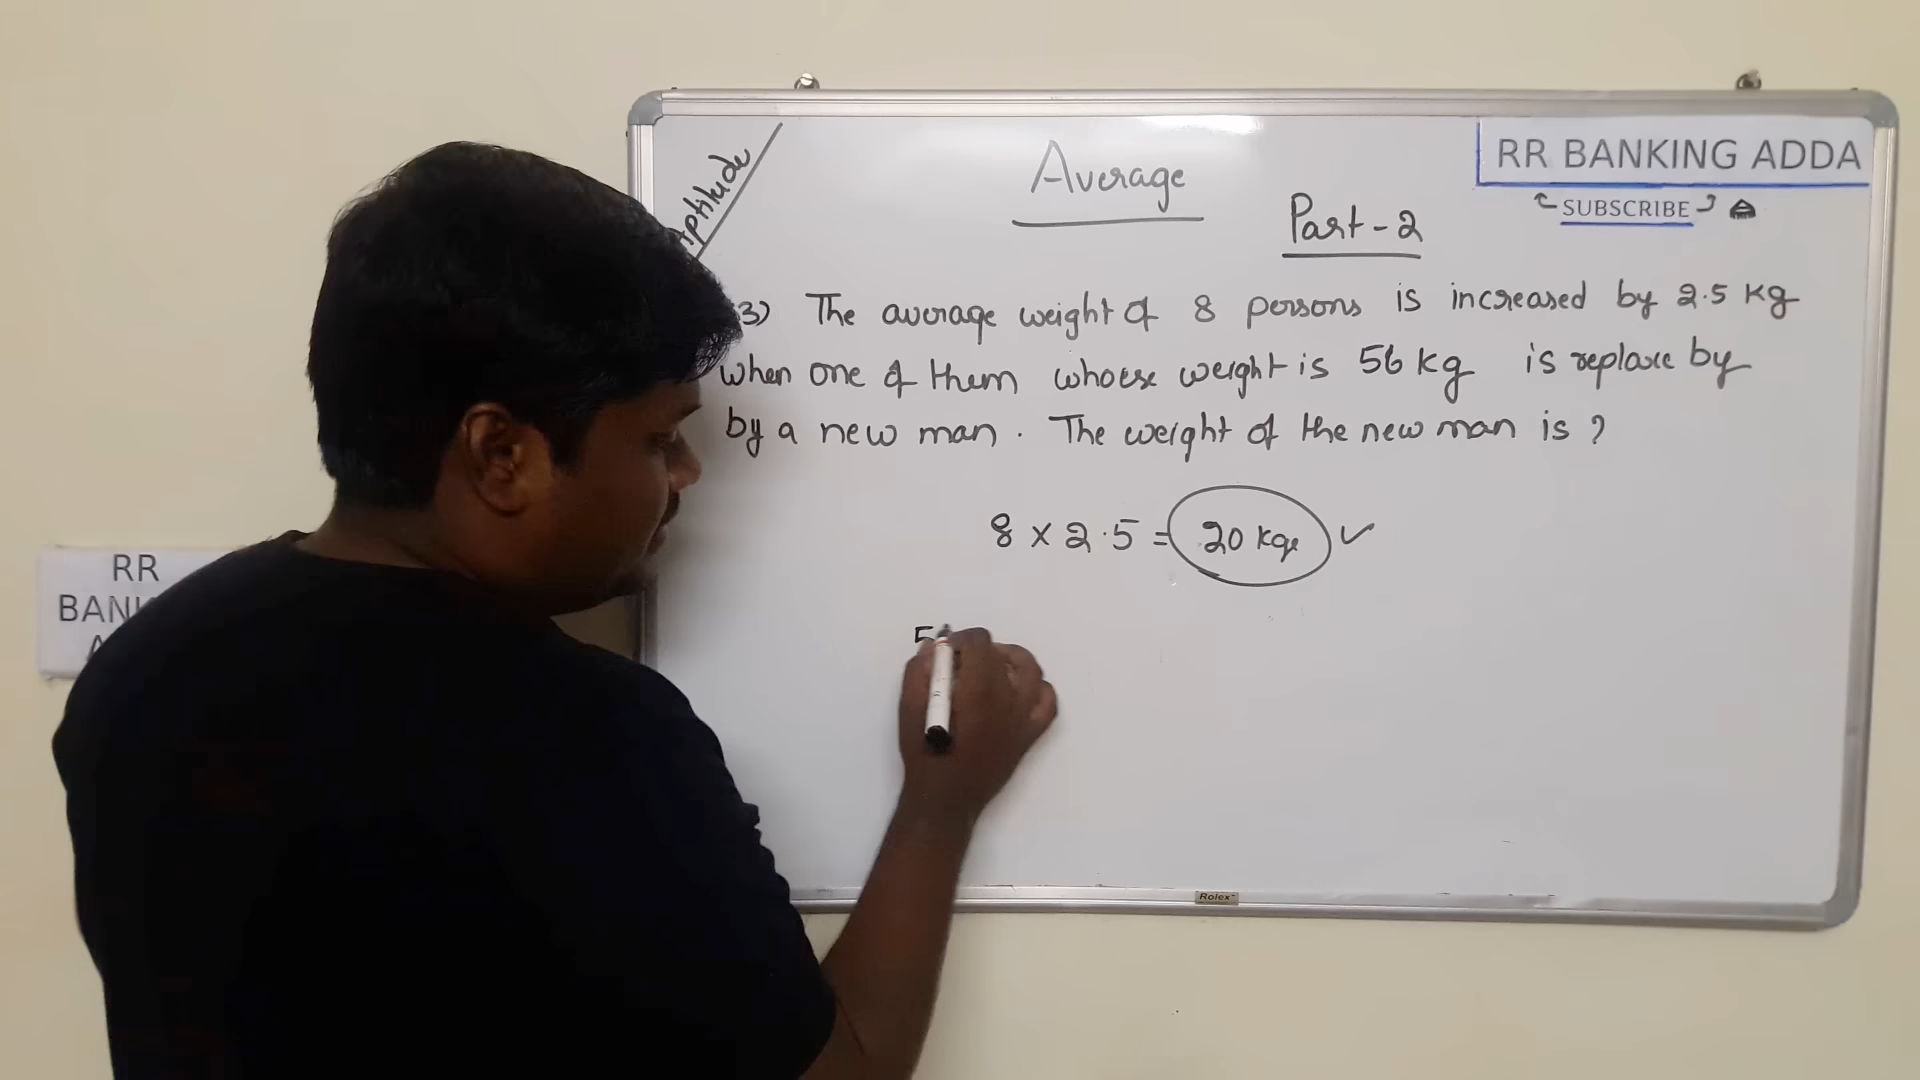 Aptitude
Average
RR BANKING ADDA
SUBSCRIBE
Part-2
3) The average weight of 8 persons is increased by 2.5 kg
when one of them whose weight is 56 kg is replace by
by a new man. The weight of the new man is?
8 x 2.5 = 20 kgs ✓
5
RR
Rolex